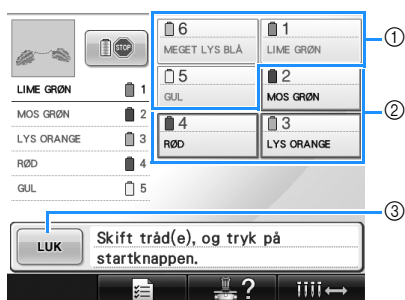 STOP
LIME GRØN 1
MOS GRØN 2
LYS ORANGE 3
RØD 4
GUL 5
6
MEGET LYS BLÅ
1
LIME GRØN
5
GUL
2
MOS GRØN
4
RØD
3
LYS ORANGE
1
2
3
LUK
Skift tråd(e), og tryk på
startknappen.
?